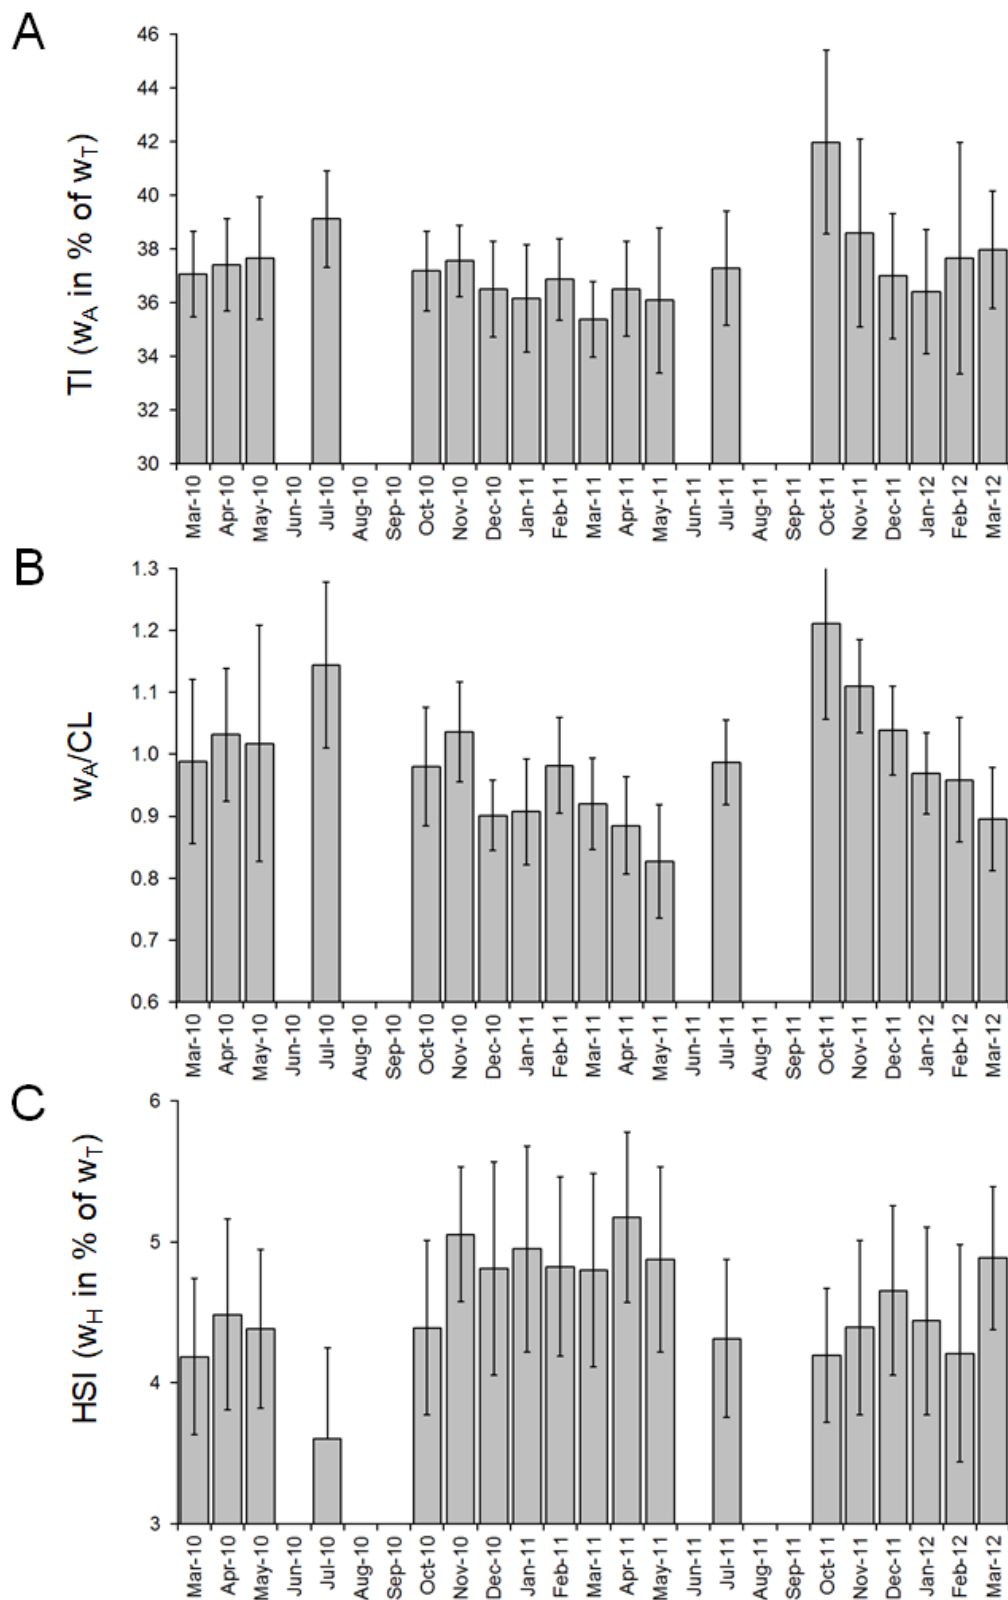 A
TI (wA in % of wT)
46
44
42
40
38
36
34
32
30
Mar-10
Apr-10
May-10
Jun-10
Jul-10
Aug-10
Sep-10
Oct-10
Nov-10
Dec-10
Jan-11
Feb-11
Mar-11
Apr-11
May-11
Jun-11
Jul-11
Aug-11
Sep-11
Oct-11
Nov-11
Dec-11
Jan-12
Feb-12
Mar-12
B
wA/CL
1.3
1.2
1.1
1.0
0.9
0.8
0.7
0.6
Mar-10
Apr-10
May-10
Jun-10
Jul-10
Aug-10
Sep-10
Oct-10
Nov-10
Dec-10
Jan-11
Feb-11
Mar-11
Apr-11
May-11
Jun-11
Jul-11
Aug-11
Sep-11
Oct-11
Nov-11
Dec-11
Jan-12
Feb-12
Mar-12
C
HSI (wH in % of wT)
6
5
4
3
Mar-10
Apr-10
May-10
Jun-10
Jul-10
Aug-10
Sep-10
Oct-10
Nov-10
Dec-10
Jan-11
Feb-11
Mar-11
Apr-11
May-11
Jun-11
Jul-11
Aug-11
Sep-11
Oct-11
Nov-11
Dec-11
Jan-12
Feb-12
Mar-12